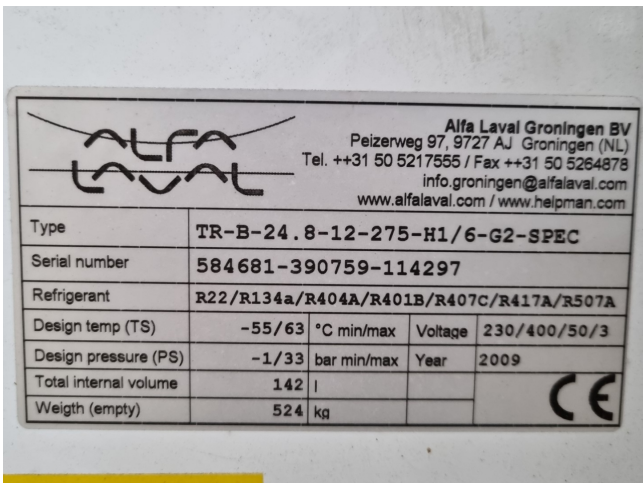 ALFA
LAVAL
Alfa Laval Groningen BV
Peizerweg 97, 9727 AJ Groningen (NL)
Tel. ++31 50 5217555 / Fax ++31 50 5264878
info.groningen@alfalaval.com
www.alfalaval.com / www.helpman.com
Type TR-B-24.8-12-275-H1/6-G2-SPEC
Serial number 584681-390759-114297
Refrigerant R22/R134a/R404A/R401B/R407C/R417A/R507A
Design temp (TS) -55/63 °C min/max Voltage 230/400/50/3
Design pressure (PS) -1/33 bar min/max Year 2009
Total internal volume 142 l
Weigth (empty) 524 kg
CE